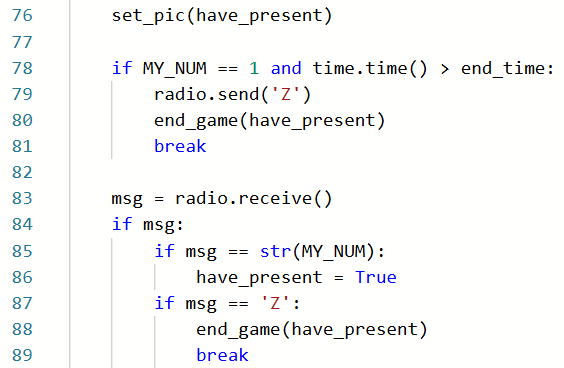 76 set_pic(have_present)
77
78 if MY_NUM == 1 and time.time() > end_time:
79 radio.send('Z')
80 end_game(have_present)
81 break
82
83 msg = radio.receive()
84 if msg:
85 if msg == str(MY_NUM):
86 have_present = True
87 if msg == 'Z':
88 end_game(have_present)
89 break